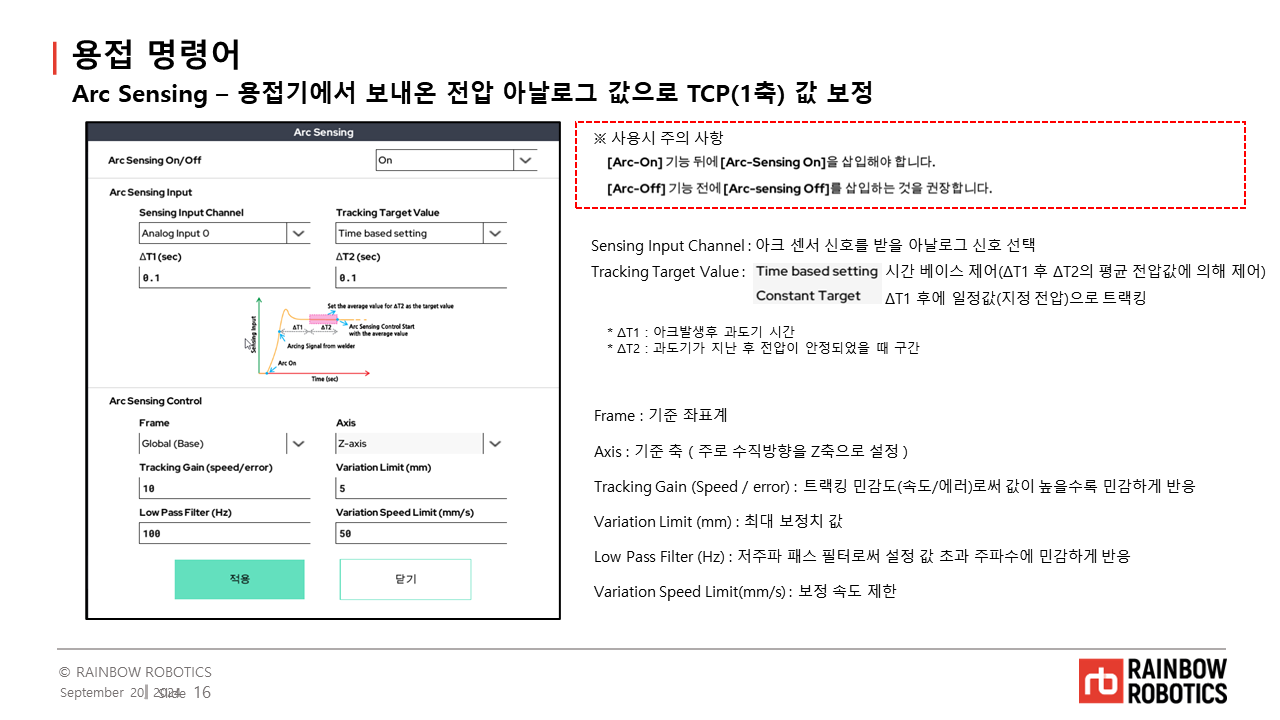 용접 명령어
Arc Sensing – 용접기에서 보내온 전압 아날로그 값으로 TCP(1축) 값 보정
Arc Sensing
Arc Sensing On/Off
On
Arc Sensing Input
Sensing Input Channel
Tracking Target Value
Analog Input 0
Time based setting
ΔT1 (sec)
ΔT2 (sec)
0.1
0.1
Set the average value for ΔT2 as the target value
ΔT1
ΔT2
Arc Sensing Control Start
with the average value
Sensing Input
Arcing Signal from welder
Arc On
Time (sec)
Arc Sensing Control
Frame
Axis
Global (Base)
Z-axis
Tracking Gain (speed/error)
Variation Limit (mm)
10
5
Low Pass Filter (Hz)
Variation Speed Limit (mm/s)
100
50
적용
닫기
※ 사용시 주의 사항
[Arc-On] 기능 뒤에 [Arc-Sensing On]을 삽입해야 합니다.
[Arc-Off] 기능 전에 [Arc-sensing Off]를 삽입하는 것을 권장합니다.
Sensing Input Channel : 아크 센서 신호를 받을 아날로그 신호 선택
Tracking Target Value : Time based setting 시간 베이스 제어(ΔT1 후 ΔT2의 평균 전압값에 의해 제어)
Constant Target ΔT1 후에 일정값(지정 전압)으로 트랙킹
* ΔT1 : 아크발생후 과도기 시간
* ΔT2 : 과도기가 지난 후 전압이 안정되었을 때 구간
Frame : 기준 좌표계
Axis : 기준 축 ( 주로 수직방향을 Z축으로 설정 )
Tracking Gain (Speed / error) : 트랙킹 민감도(속도/에러)로써 값이 높을수록 민감하게 반응
Variation Limit (mm) : 최대 보정치 값
Low Pass Filter (Hz) : 저주파 패스 필터로써 설정 값 초과 주파수에 민감하게 반응
Variation Speed Limit(mm/s) : 보정 속도 제한
© RAINBOW ROBOTICS
September 20, 2024
Slide 16
RAINBOW
ROBOTICS